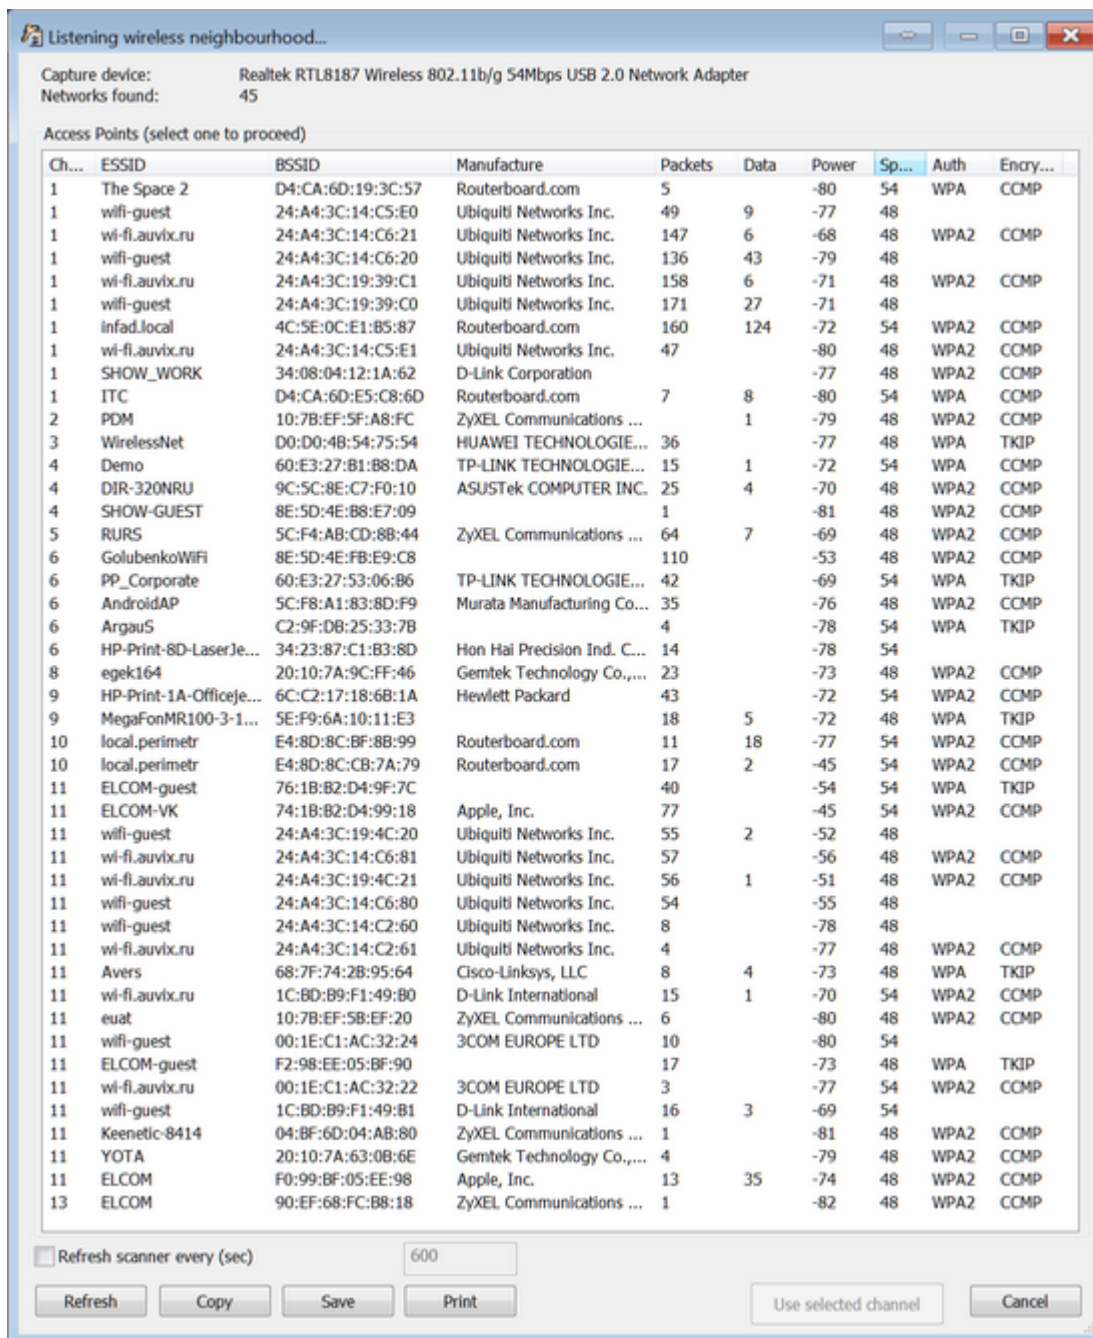 Listening wireless neighbourhood...
Capture device: Realtek RTL8187 Wireless 802.11b/g 54Mbps USB 2.0 Network Adapter
Networks found: 45
Access Points (select one to proceed)
Ch... ESSID BSSID Manufacture Packets Data Power Sp... Auth Encry...
1 The Space 2 D4:CA:6D:19:3C:57 Routerboard.com 5 -80 54 WPA CCMP
1 wifi-guest 24:A4:3C:14:C5:E0 Ubiquiti Networks Inc. 49 9 -77 48
1 wi-fi.auvix.ru 24:A4:3C:14:C6:21 Ubiquiti Networks Inc. 147 6 -68 48 WPA2 CCMP
1 wifi-guest 24:A4:3C:14:C6:20 Ubiquiti Networks Inc. 136 43 -79 48
1 wi-fi.auvix.ru 24:A4:3C:19:39:C1 Ubiquiti Networks Inc. 158 6 -71 48 WPA2 CCMP
1 wifi-guest 24:A4:3C:19:39:C0 Ubiquiti Networks Inc. 171 27 -71 48
1 infad.local 4C:5E:0C:E1:B5:87 Routerboard.com 160 124 -72 54 WPA2 CCMP
1 wi-fi.auvix.ru 24:A4:3C:14:C5:E1 Ubiquiti Networks Inc. 47 -80 48 WPA2 CCMP
1 SHOW_WORK 34:08:04:12:1A:62 D-Link Corporation -77 48 WPA2 CCMP
1 ITC D4:CA:6D:E5:C8:6D Routerboard.com 7 8 -80 54 WPA CCMP
2 PDM 10:7B:EF:5F:A8:FC ZyXEL Communications ... 1 -79 48 WPA2 CCMP
3 WirelessNet D0:D0:4B:54:75:54 HUAWEI TECHNOLOGIE... 36 -77 48 WPA TKIP
4 Demo 60:E3:27:B1:B8:DA TP-LINK TECHNOLOGIE... 15 1 -72 54 WPA CCMP
4 DIR-320NRU 9C:5C:8E:C7:F0:10 ASUSTek COMPUTER INC. 25 4 -70 48 WPA2 CCMP
4 SHOW-GUEST 8E:5D:4E:B8:E7:09 1 -81 48 WPA2 CCMP
5 RURS 5C:F4:AB:CD:8B:44 ZyXEL Communications ... 64 7 -69 48 WPA2 CCMP
6 GolubenkoWiFi 8E:5D:4E:FB:E9:C8 110 -53 48 WPA2 CCMP
6 PP_Corporate 60:E3:27:53:06:B6 TP-LINK TECHNOLOGIE... 42 -69 54 WPA TKIP
6 AndroidAP 5C:F8:A1:83:8D:F9 Murata Manufacturing Co... 35 -76 48 WPA2 CCMP
6 ArgauS C2:9F:DB:25:33:7B 4 -78 54 WPA TKIP
6 HP-Print-8D-LaserJe... 34:23:87:C1:B3:8D Hon Hai Precision Ind. C... 14 -78 54
8 egek164 20:10:7A:9C:FF:46 Gemtek Technology Co,... 23 -73 48 WPA2 CCMP
9 HP-Print-1A-Officeje... 6C:C2:17:18:6B:1A Hewlett Packard 43 -72 54 WPA2 CCMP
9 MegaFonMR100-3-1... 5E:F9:6A:10:11:E3 18 5 -72 48 WPA TKIP
10 local.perimetr E4:8D:8C:BF:8B:99 Routerboard.com 11 18 -77 54 WPA2 CCMP
10 local.perimetr E4:8D:8C:CB:7A:79 Routerboard.com 17 2 -45 54 WPA2 CCMP
11 ELCOM-guest 76:1B:B2:D4:9F:7C 40 -54 54 WPA TKIP
11 ELCOM-VK 74:1B:B2:D4:99:18 Apple, Inc. 77 -45 54 WPA2 CCMP
11 wifi-guest 24:A4:3C:19:4C:20 Ubiquiti Networks Inc. 55 2 -52 48
11 wi-fi.auvix.ru 24:A4:3C:14:C6:81 Ubiquiti Networks Inc. 57 -56 48 WPA2 CCMP
11 wi-fi.auvix.ru 24:A4:3C:19:4C:21 Ubiquiti Networks Inc. 56 1 -51 48 WPA2 CCMP
11 wifi-guest 24:A4:3C:14:C6:80 Ubiquiti Networks Inc. 54 -55 48
11 wifi-guest 24:A4:3C:14:C2:60 Ubiquiti Networks Inc. 8 -78 48
11 wi-fi.auvix.ru 24:A4:3C:14:C2:61 Ubiquiti Networks Inc. 4 -77 48 WPA2 CCMP
11 Avers 68:7F:74:2B:95:64 Cisco-Linksys, LLC 8 4 -73 48 WPA TKIP
11 wi-fi.auvix.ru 1C:BD:B9:F1:49:B0 D-Link International 15 1 -70 54 WPA2 CCMP
11 euat 10:7B:EF:5B:EF:20 ZyXEL Communications ... 6 -80 48 WPA2 CCMP
11 wifi-guest 00:1E:C1:AC:32:24 3COM EUROPE LTD 10 -80 54
11 ELCOM-guest F2:98:EE:05:BF:90 17 -73 48 WPA TKIP
11 wi-fi.auvix.ru 00:1E:C1:AC:32:22 3COM EUROPE LTD 3 -77 54 WPA2 CCMP
11 wifi-guest 1C:BD:B9:F1:49:B1 D-Link International 16 3 -69 54
11 Keenetic-8414 04:BF:6D:04:AB:80 ZyXEL Communications ... 1 -81 48 WPA2 CCMP
11 YOTA 20:10:7A:63:0B:6E Gemtek Technology Co,... 4 -79 48 WPA2 CCMP
11 ELCOM F0:99:BF:05:EE:98 Apple, Inc. 13 35 -74 48 WPA2 CCMP
13 ELCOM 90:EF:68:FC:B8:18 ZyXEL Communications ... 1 -82 48 WPA2 CCMP
Refresh scanner every (sec) 600
Refresh Copy Save Print Use selected channel Cancel